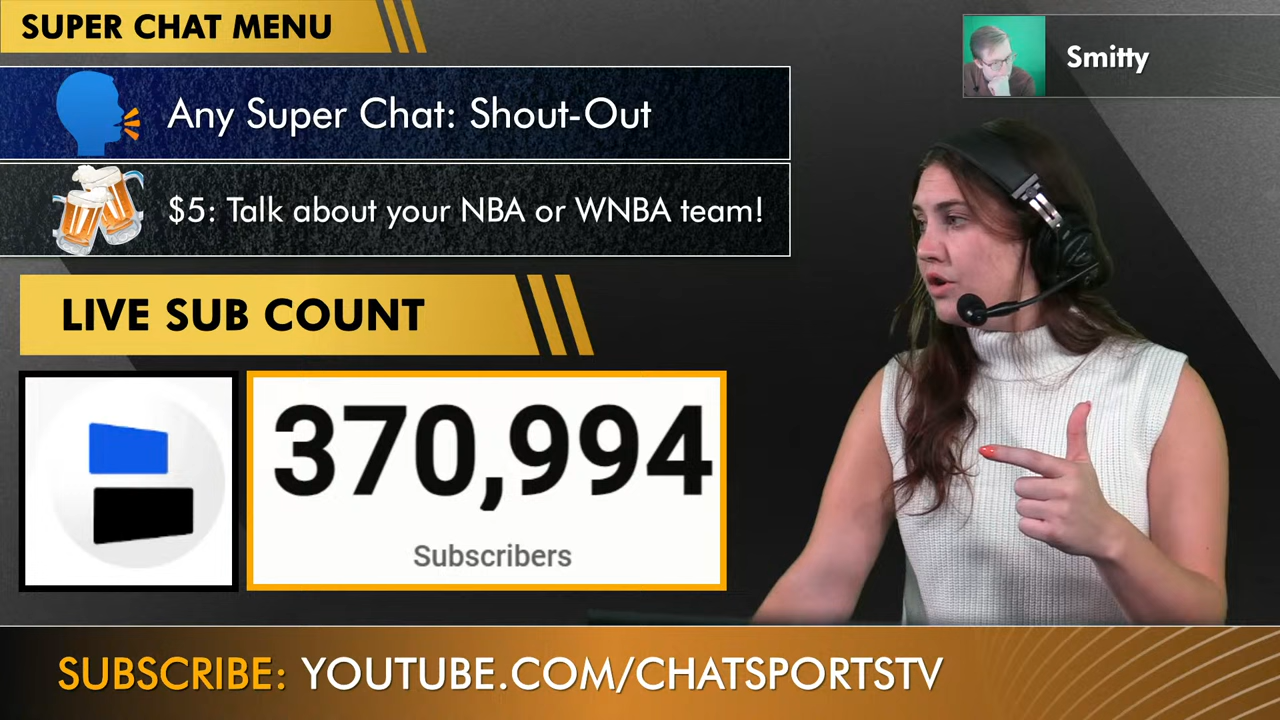 SUPER CHAT MENU
Smitty
Any Super Chat: Shout-Out
$5: Talk about your NBA or WNBA team!
LIVE SUB COUNT
370,994
Subscribers
SUBSCRIBE: YOUTUBE.COM/CHATSPORTSTV